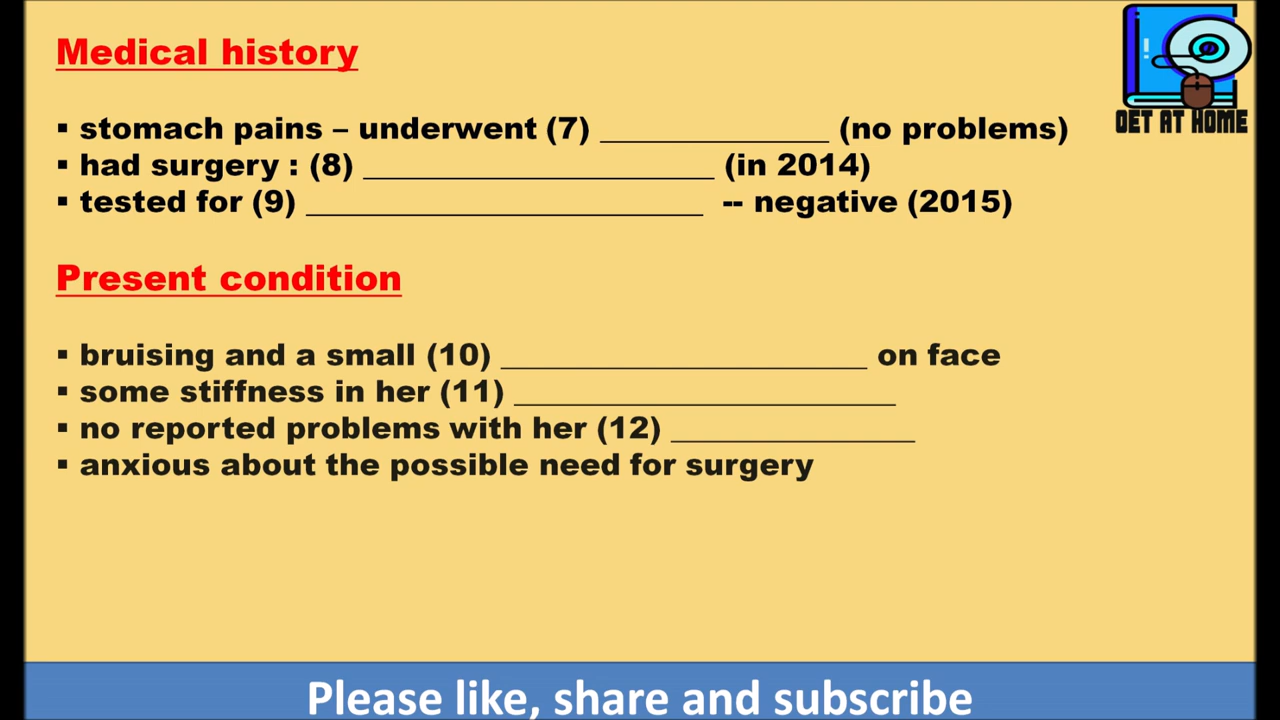 Medical history
OET AT HOME
▪ stomach pains – underwent (7) ______________ (no problems)
▪ had surgery : (8) ______________________ (in 2014)
▪ tested for (9) _________________________ -- negative (2015)
Present condition
▪ bruising and a small (10) _______________________ on face
▪ some stiffness in her (11) ________________________
▪ no reported problems with her (12) _______________
▪ anxious about the possible need for surgery
Please like, share and subscribe